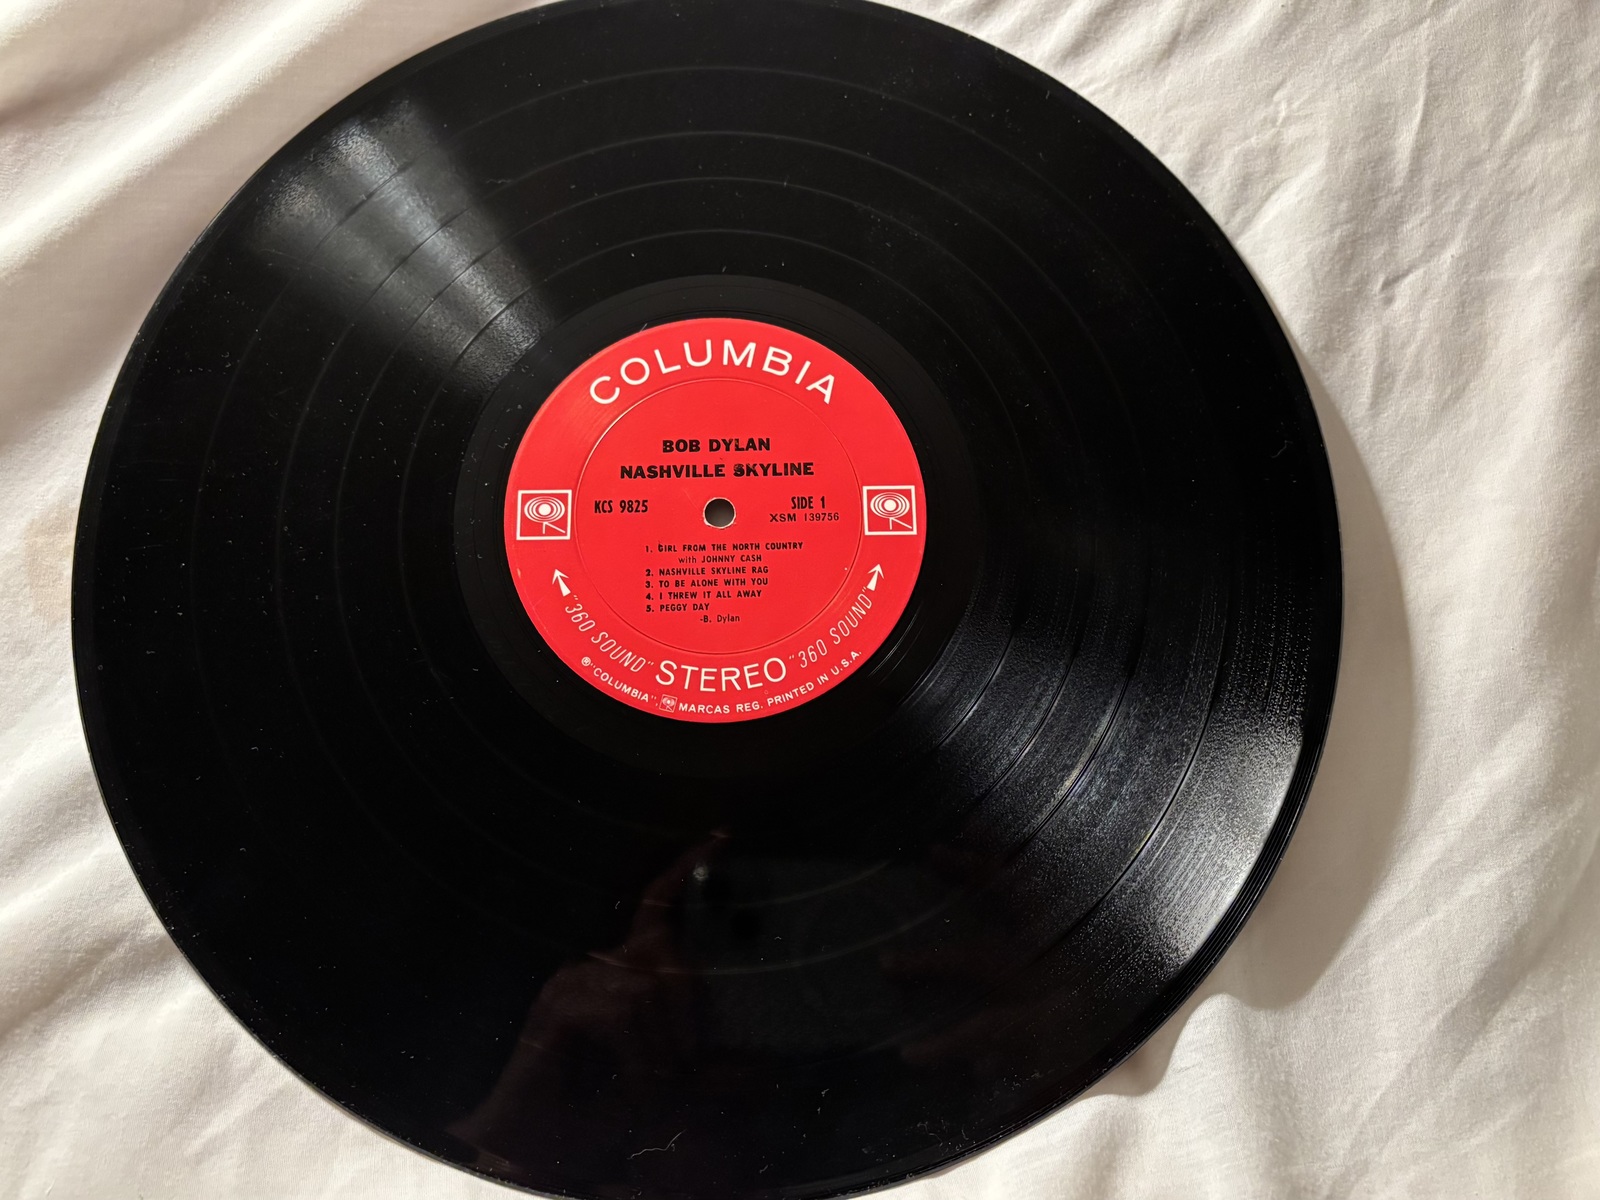 COLUMBIA
BOB DYLAN
NASHVILLE SKYLINE
KCS 9825
SIDE 1
XSM 139756
1. GIRL FROM THE NORTH COUNTRY
with JOHNNY CASH
2. NASHVILLE SKYLINE RAG
3. TO BE ALONE WITH YOU
4. I THREW IT ALL AWAY
5. PEGGY DAY
-B. Dylan
"360 SOUND" STEREO "360 SOUND"
®"COLUMBIA", MARCAS REG. PRINTED IN U.S.A.